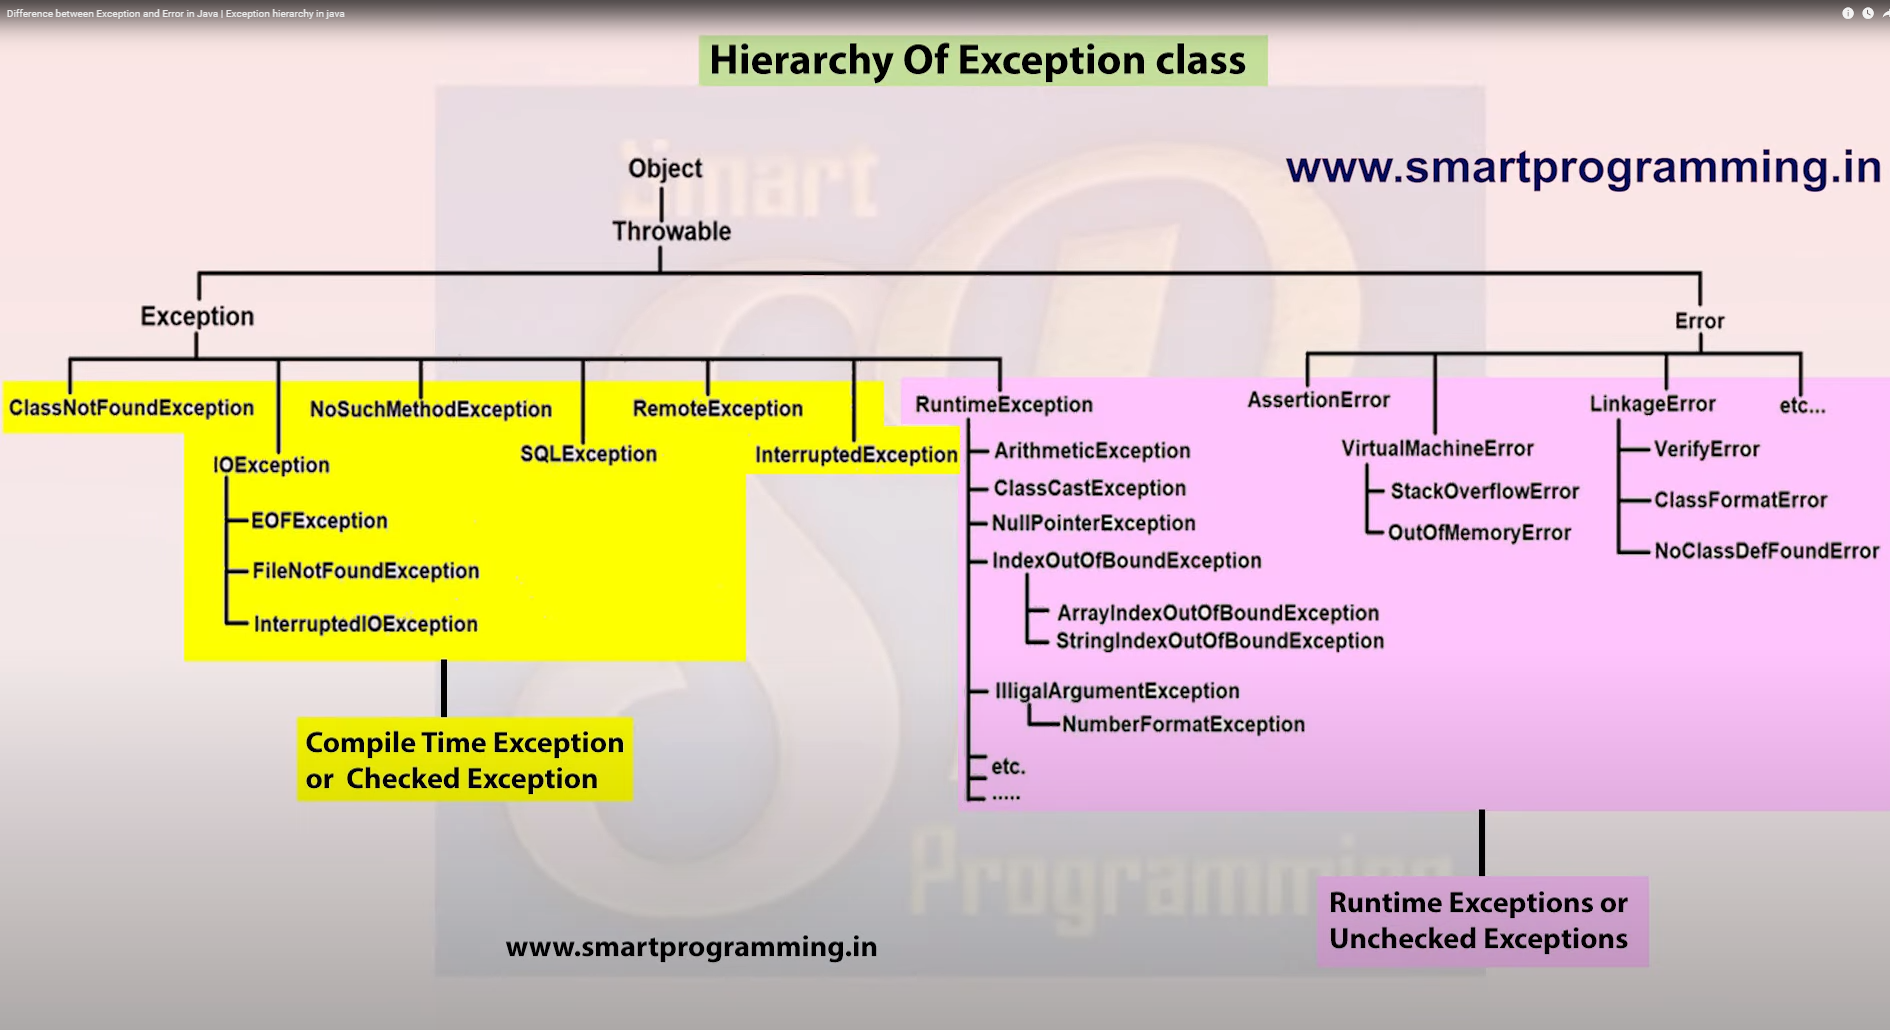 Difference between Exception and Error in Java | Exception hierarchy in java
Hierarchy Of Exception class
www.smartprogramming.in
Smart
Object
Throwable
Exception
Error
ClassNotFoundException
IOException
EOFException
FileNotFoundException
InterruptedIOException
NoSuchMethodException
SQLException
RemoteException
InterruptedException
RuntimeException
ArithmeticException
ClassCastException
NullPointerException
IndexOutOfBoundException
ArrayIndexOutOfBoundException
StringIndexOutOfBoundException
IlligalArgumentException
NumberFormatException
etc.
.....
AssertionError
VirtualMachineError
StackOverflowError
OutOfMemoryError
LinkageError
VerifyError
ClassFormatError
NoClassDefFoundError
etc...
Compile Time Exception
or Checked Exception
Programming
Runtime Exceptions or
Unchecked Exceptions
www.smartprogramming.in